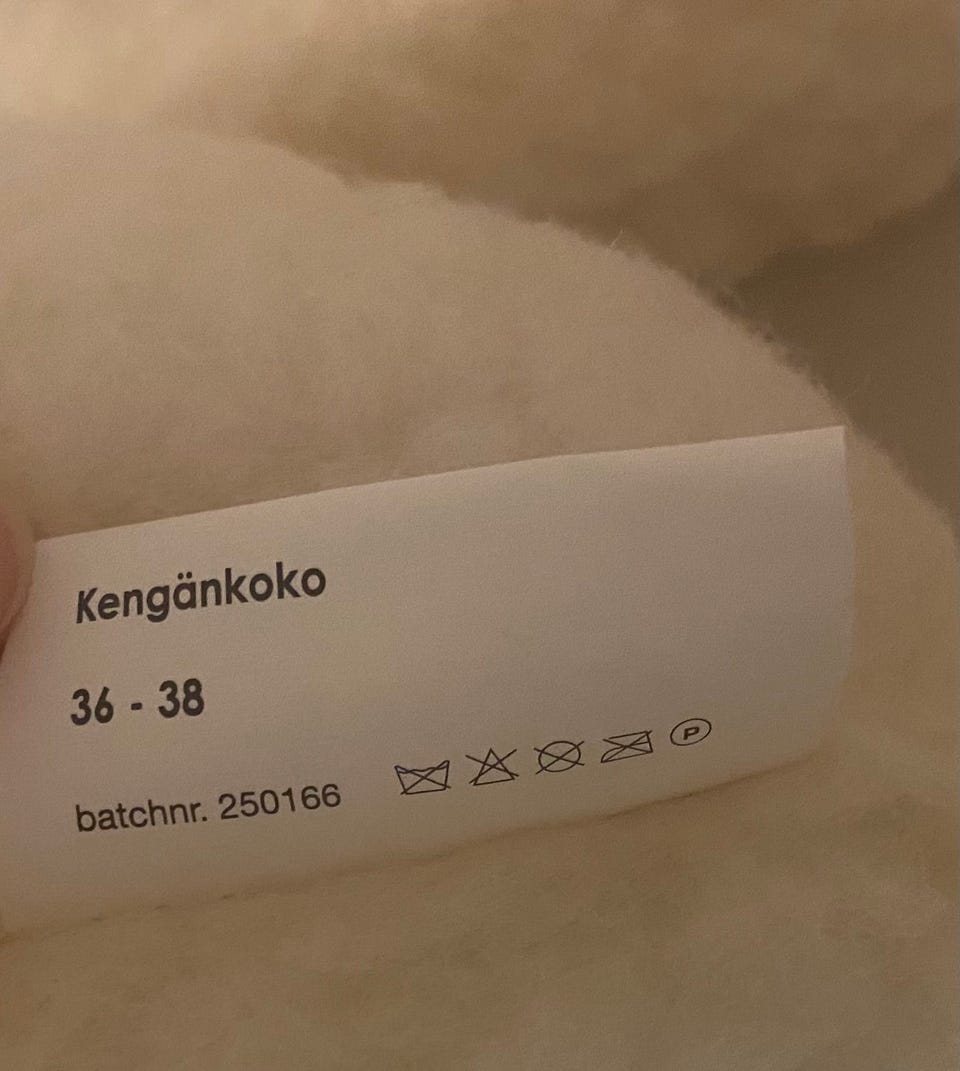 Kengänkoko
36 - 38
batchnr. 250166
P